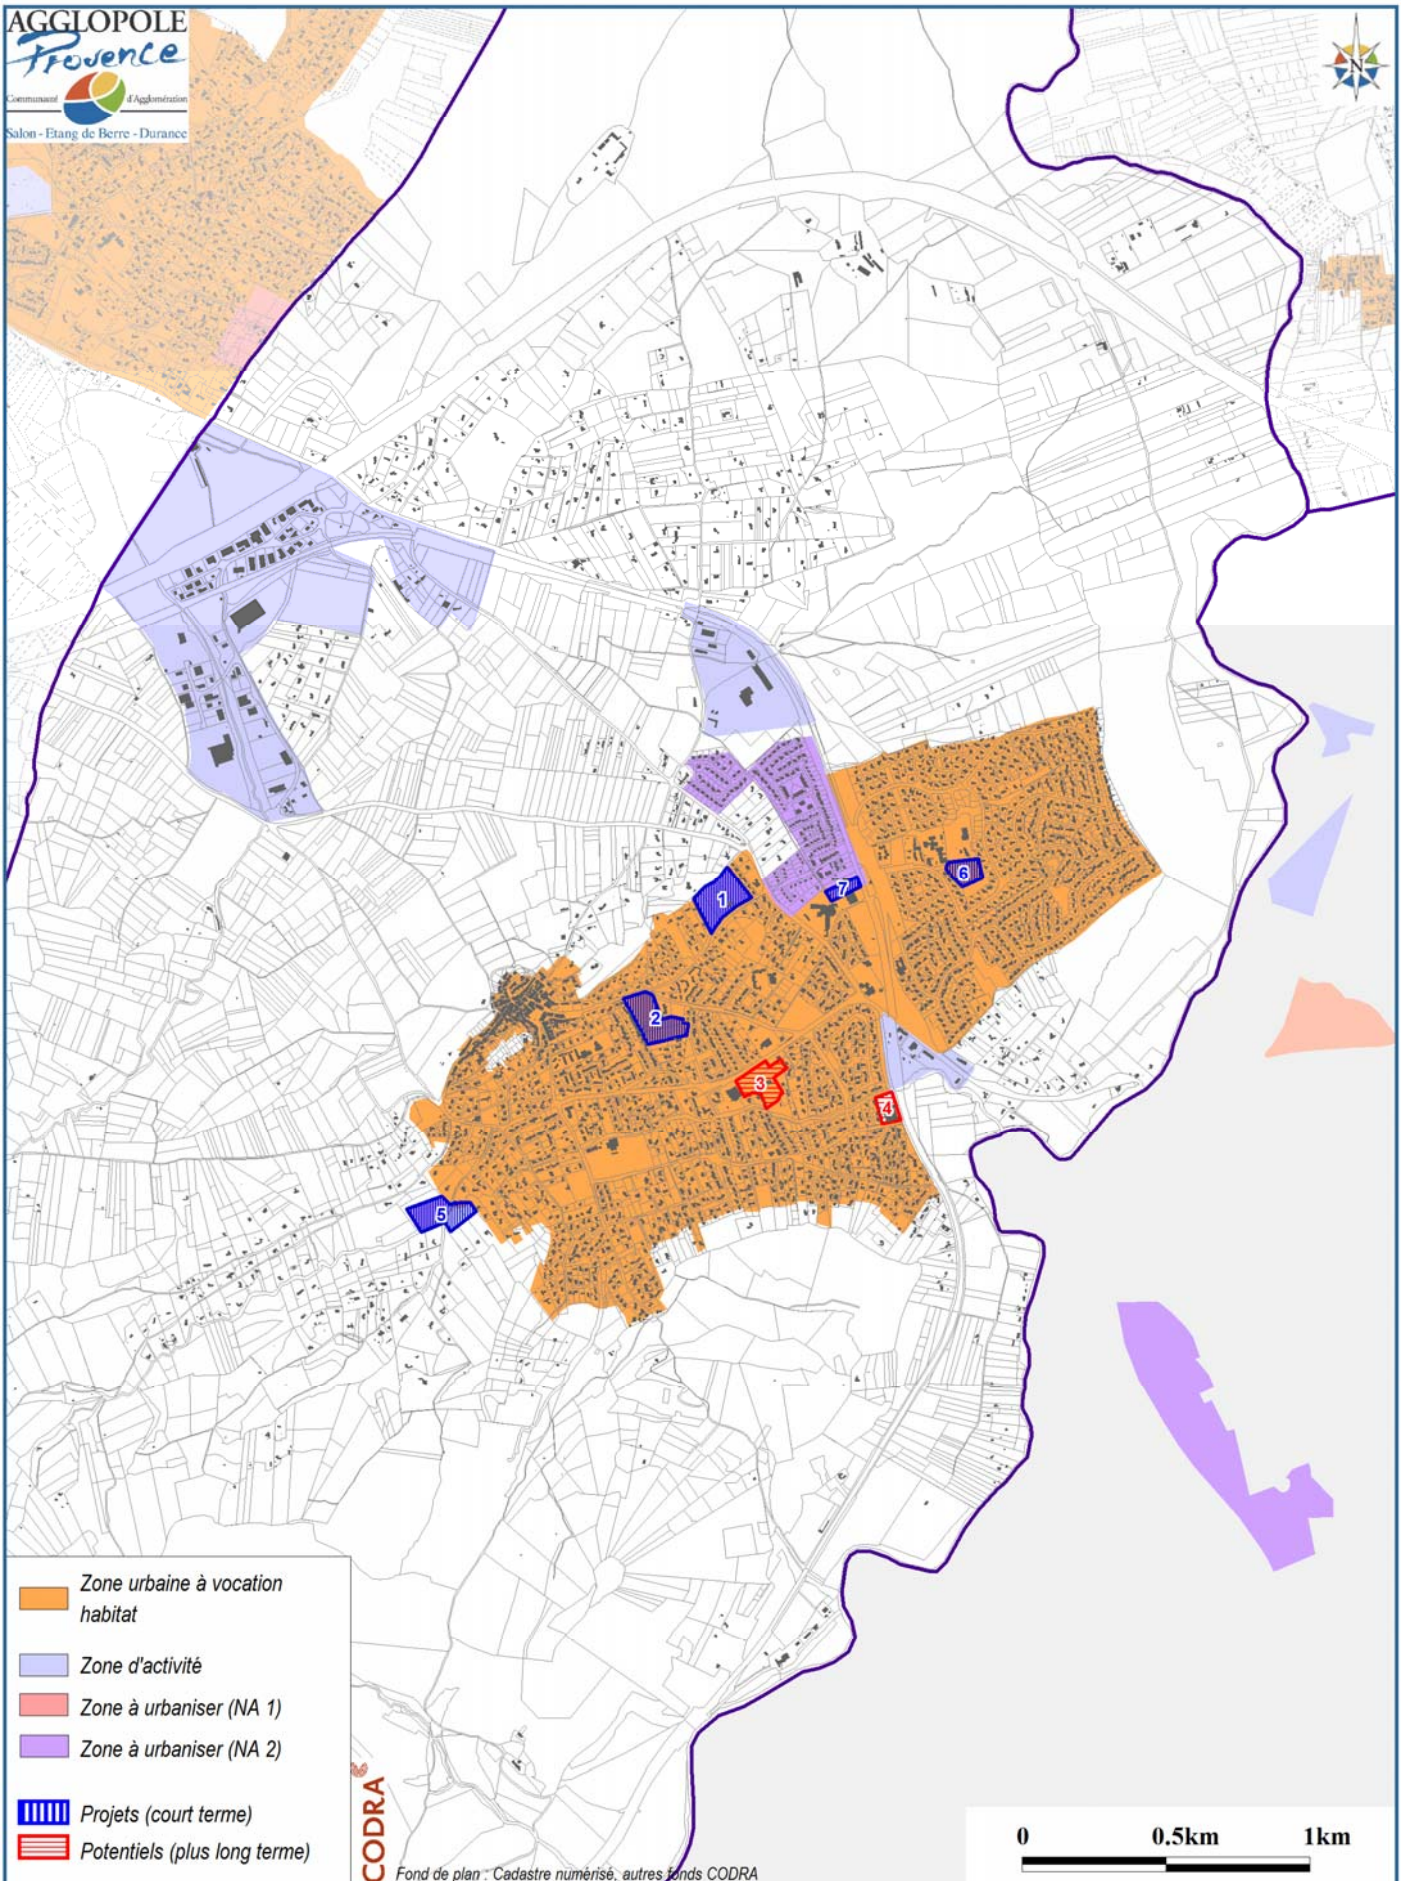 AGGLOPOLE
Provence
Communauté d'Agglomération
Salon - Etang de Berre - Durance
N
6
7
1
2
3
4
5
Zone urbaine à vocation
habitat
Zone d'activité
Zone à urbaniser (NA 1)
Zone à urbaniser (NA 2)
Projets (court terme)
Potentiels (plus long terme)
CODRA
Fond de plan : Cadastre numérisé, autres fonds CODRA
0 0.5km 1km